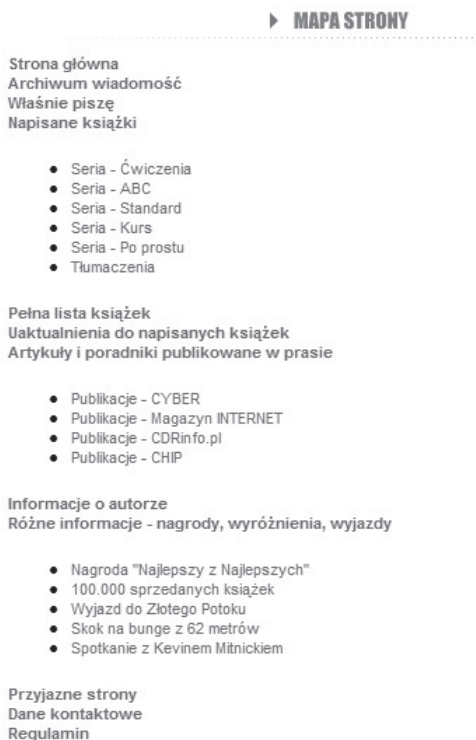 MAPA STRONY
Strona główna
Archiwum wiadomość
Właśnie piszę
Napisane książki
Seria - Ćwiczenia
Seria - ABC
Seria - Standard
Seria - Kurs
Seria - Po prostu
Tłumaczenia
Pełna lista książek
Uaktualnienia do napisanych książek
Artykuły i poradniki publikowane w prasie
Publikacje - CYBER
Publikacje - Magazyn INTERNET
Publikacje - CDRinfo.pl
Publikacje - CHIP
Informacje o autorze
Różne informacje - nagrody, wyróżnienia, wyjazdy
Nagroda "Najlepszy z Najlepszych"
100.000 sprzedanych książek
Wyjazd do Złotego Potoku
Skok na bunge z 62 metrów
Spotkanie z Kevinem Mitnickiem
Przyjazne strony
Dane kontaktowe
Regulamin